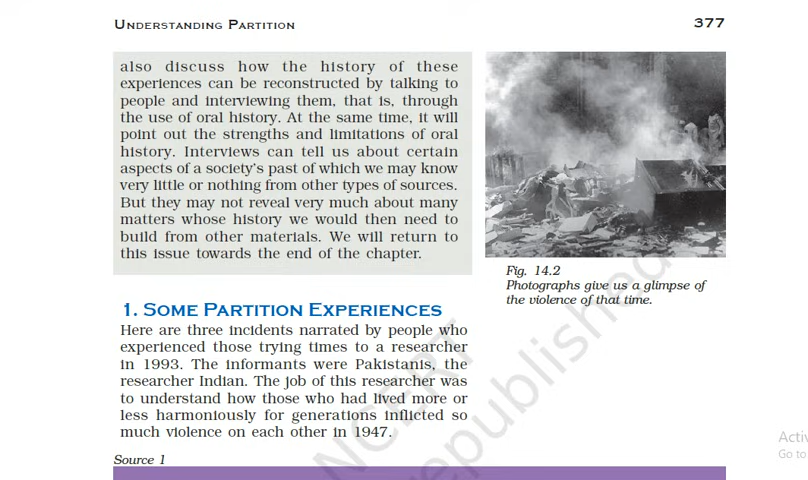 UNDERSTANDING PARTITION
377
also discuss how the history of these
experiences can be reconstructed by talking to
people and interviewing them, that is, through
the use of oral history. At the same time, it will
point out the strengths and limitations of oral
history. Interviews can tell us about certain
aspects of a society's past of which we may know
very little or nothing from other types of sources.
But they may not reveal very much about many
matters whose history we would then need to
build from other materials. We will return to
this issue towards the end of the chapter.
Fig. 14.2
Photographs give us a glimpse of
the violence of that time.
1. SOME PARTITION EXPERIENCES
Here are three incidents narrated by people who
experienced those trying times to a researcher
in 1993. The informants were Pakistanis, the
researcher Indian. The job of this researcher was
to understand how those who had lived more or
less harmoniously for generations inflicted so
much violence on each other in 1947.
Source 1
NCERT
republished
Activ
Go to